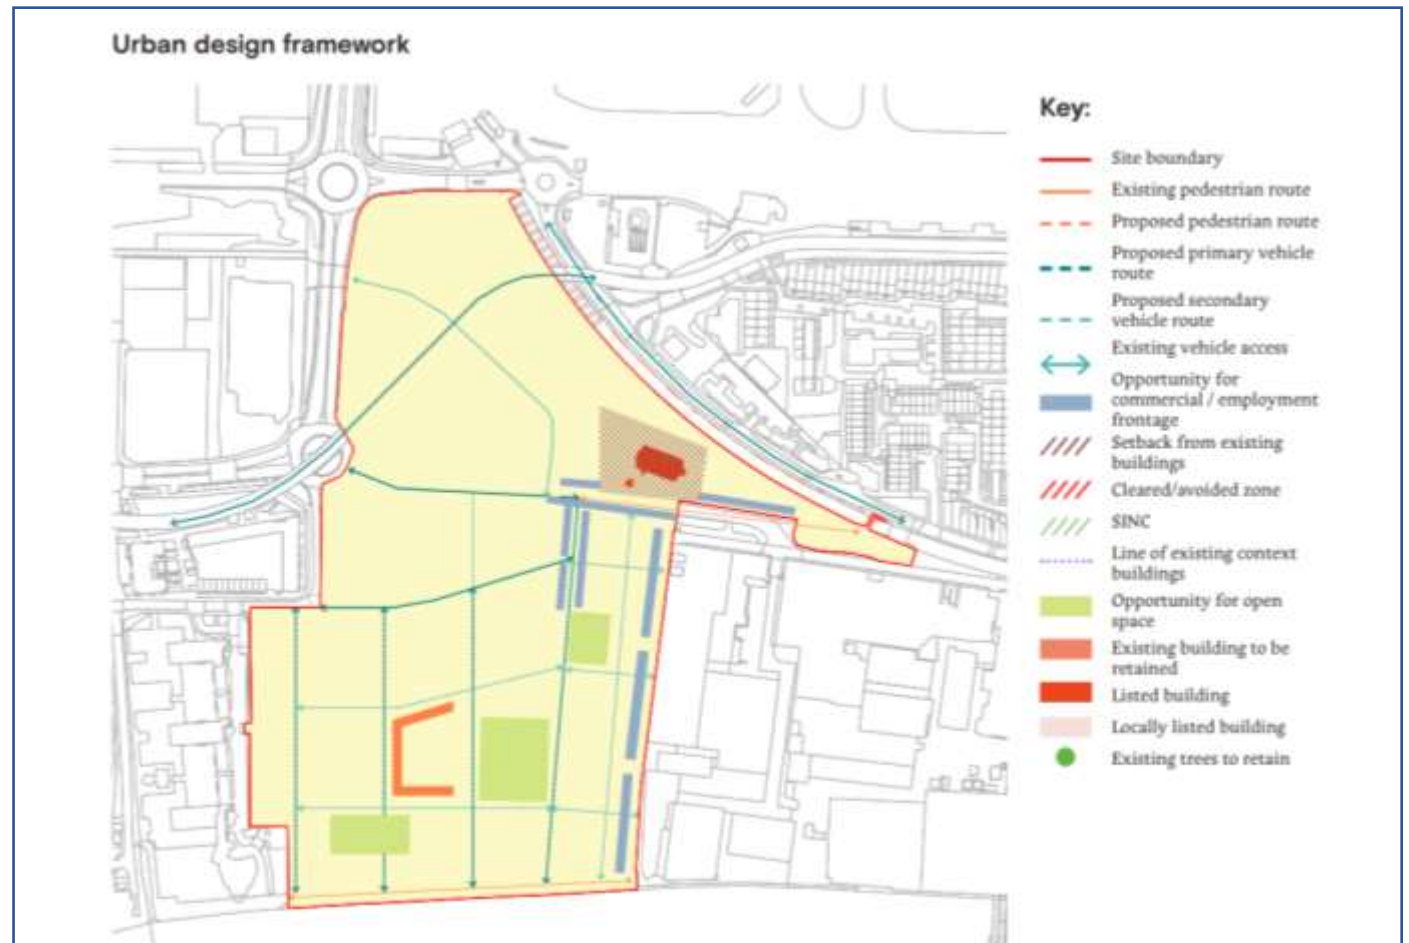 Urban design framework
Key:
Site boundary
Existing pedestrian route
Proposed pedestrian route
Proposed primary vehicle
route
Proposed secondary
vehicle route
Existing vehicle access
Opportunity for
commercial / employment
frontage
Setback from existing
buildings
Cleared/avoided zone
SINC
Line of existing context
buildings
Opportunity for open
space
Existing building to be
retained
Listed building
Locally listed building
Existing trees to retain